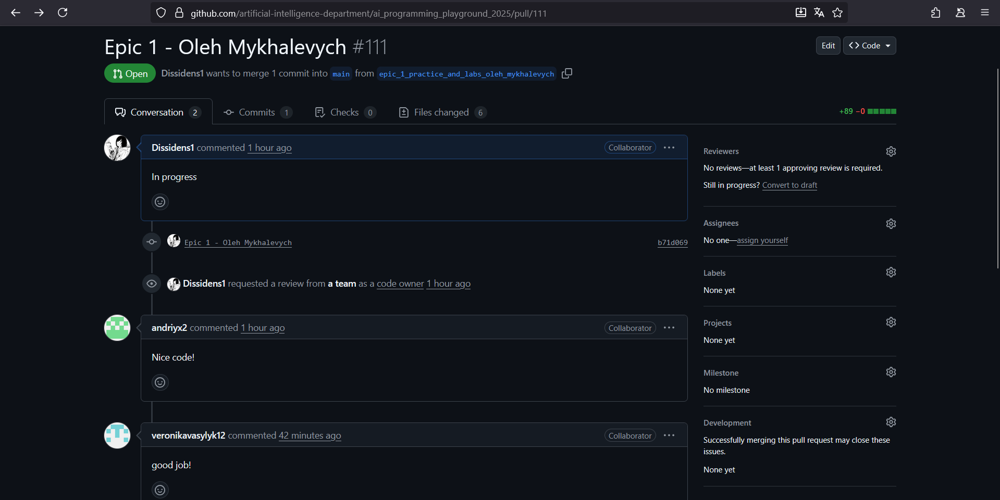 github.com/artificial-intelligence-department/ai_programming_playground_2025/pull/111
Epic 1 - Oleh Mykhalevych #111
Edit
Code
Open
Dissidens1 wants to merge 1 commit into main from epic_1_practice_and_labs_oleh_mykhalevych
Conversation 2
Commits 1
Checks 0
Files changed 6
+89 −0
Dissidens1 commented 1 hour ago
Collaborator
In progress
Epic 1 - Oleh Mykhalevych
b71d069
Dissidens1 requested a review from a team as a code owner 1 hour ago
andriyx2 commented 1 hour ago
Collaborator
Nice code!
veronikavasylyk12 commented 42 minutes ago
Collaborator
good job!
Reviewers
No reviews—at least 1 approving review is required.
Still in progress? Convert to draft
Assignees
No one—assign yourself
Labels
None yet
Projects
None yet
Milestone
No milestone
Development
Successfully merging this pull request may close these
issues.
None yet